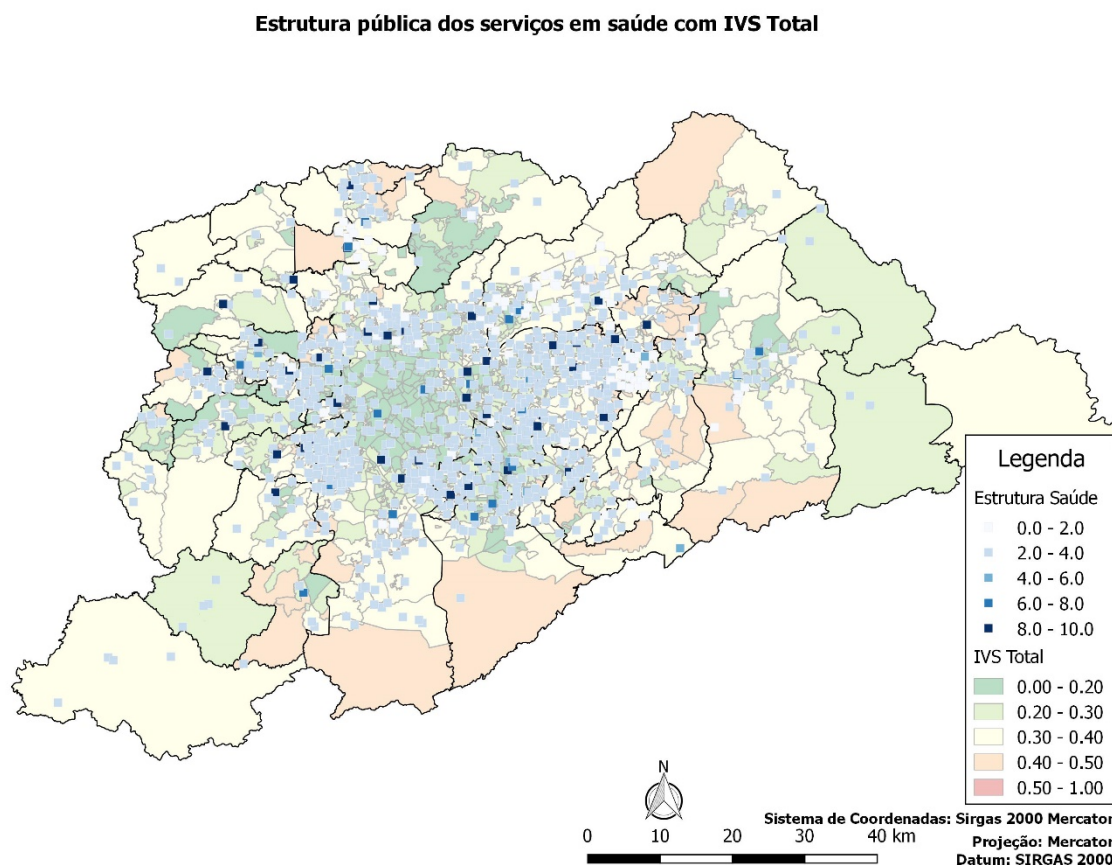 Estrutura pública dos serviços em saúde com IVS Total
Legenda
Estrutura Saúde
0.0 - 2.0
2.0 - 4.0
4.0 - 6.0
6.0 - 8.0
8.0 - 10.0
IVS Total
0.00 - 0.20
0.20 - 0.30
0.30 - 0.40
0.40 - 0.50
0.50 - 1.00
N
0 10 20 30 40 km
Sistema de Coordenadas: Sirgas 2000 Mercator
Projeção: Mercator
Datum: SIRGAS 2000